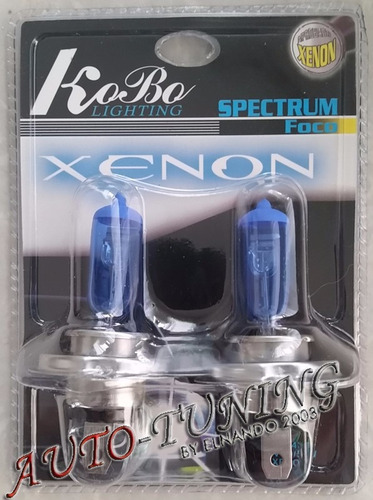 KoBo
LIGHTING
XENON
SPECTRUM
Foco
XENON
AUTO-TUNING
BY ELNANDO 2008